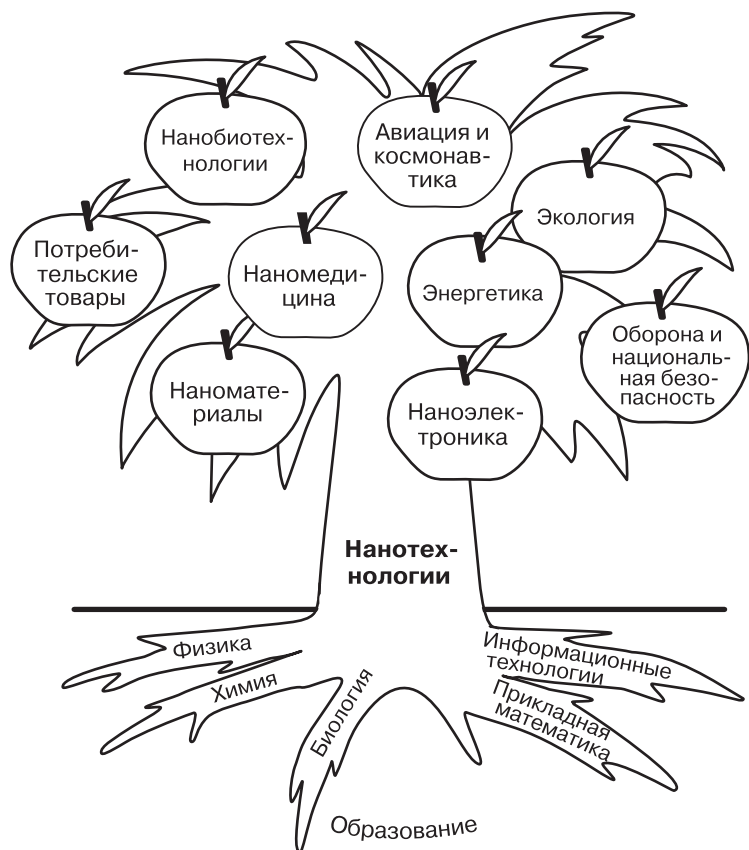 Нанобиотех-
нологии
Авиация и
космонав-
тика
Экология
Потреби-
тельские
товары
Наномеди-
цина
Энергетика
Оборона и
националь-
ная безо-
пасность
Наномате-
риалы
Наноэлек-
троника
Нанотех-
нологии
Физика
Химия
Биология
Информационные
технологии
Прикладная
математика
Образование